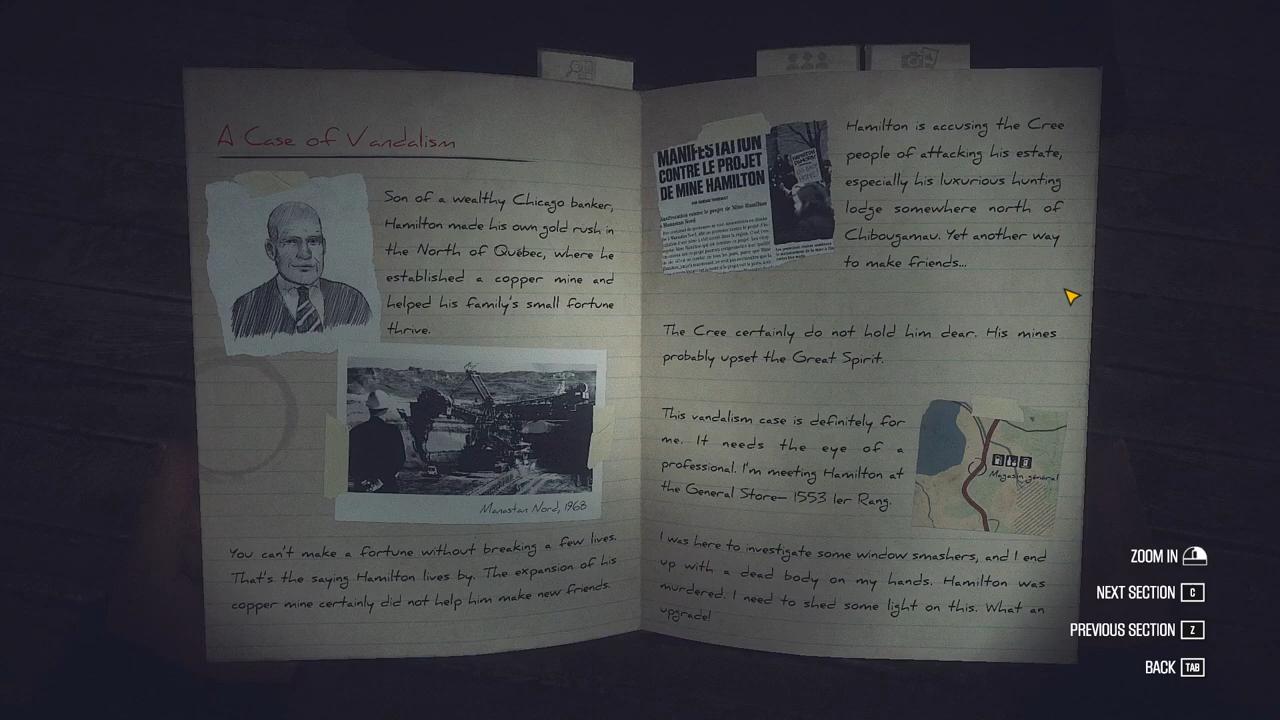 A Case of Vandalism
Son of a wealthy Chicago banker,
Hamilton made his own gold rush in
the North of Québec, where he
established a copper mine and
helped his family's small fortune
thrive.
Manastan Nord, 1968
You can't make a fortune without breaking a few lives.
That's the saying Hamilton lives by. The expansion of his
copper mine certainly did not help him make new friends.
MANIFESTATION
CONTRE LE PROJET
DE MINE HAMILTON
Hamilton is accusing the Cree
people of attacking his estate,
especially his luxurious hunting
lodge somewhere north of
Chibougamau. Yet another way
to make friends...
The Cree certainly do not hold him dear. His mines
probably upset the Great Spirit.
This vandalism case is definitely for
me. It needs the eye of a
professional. I'm meeting Hamilton at
the General Store– 1553 1er Rang.
Magasin général
I was here to investigate some window smashers, and I end
up with a dead body on my hands. Hamilton was
murdered. I need to shed some light on this. What an
upgrade!
ZOOM IN
NEXT SECTION C
PREVIOUS SECTION Z
BACK TAB